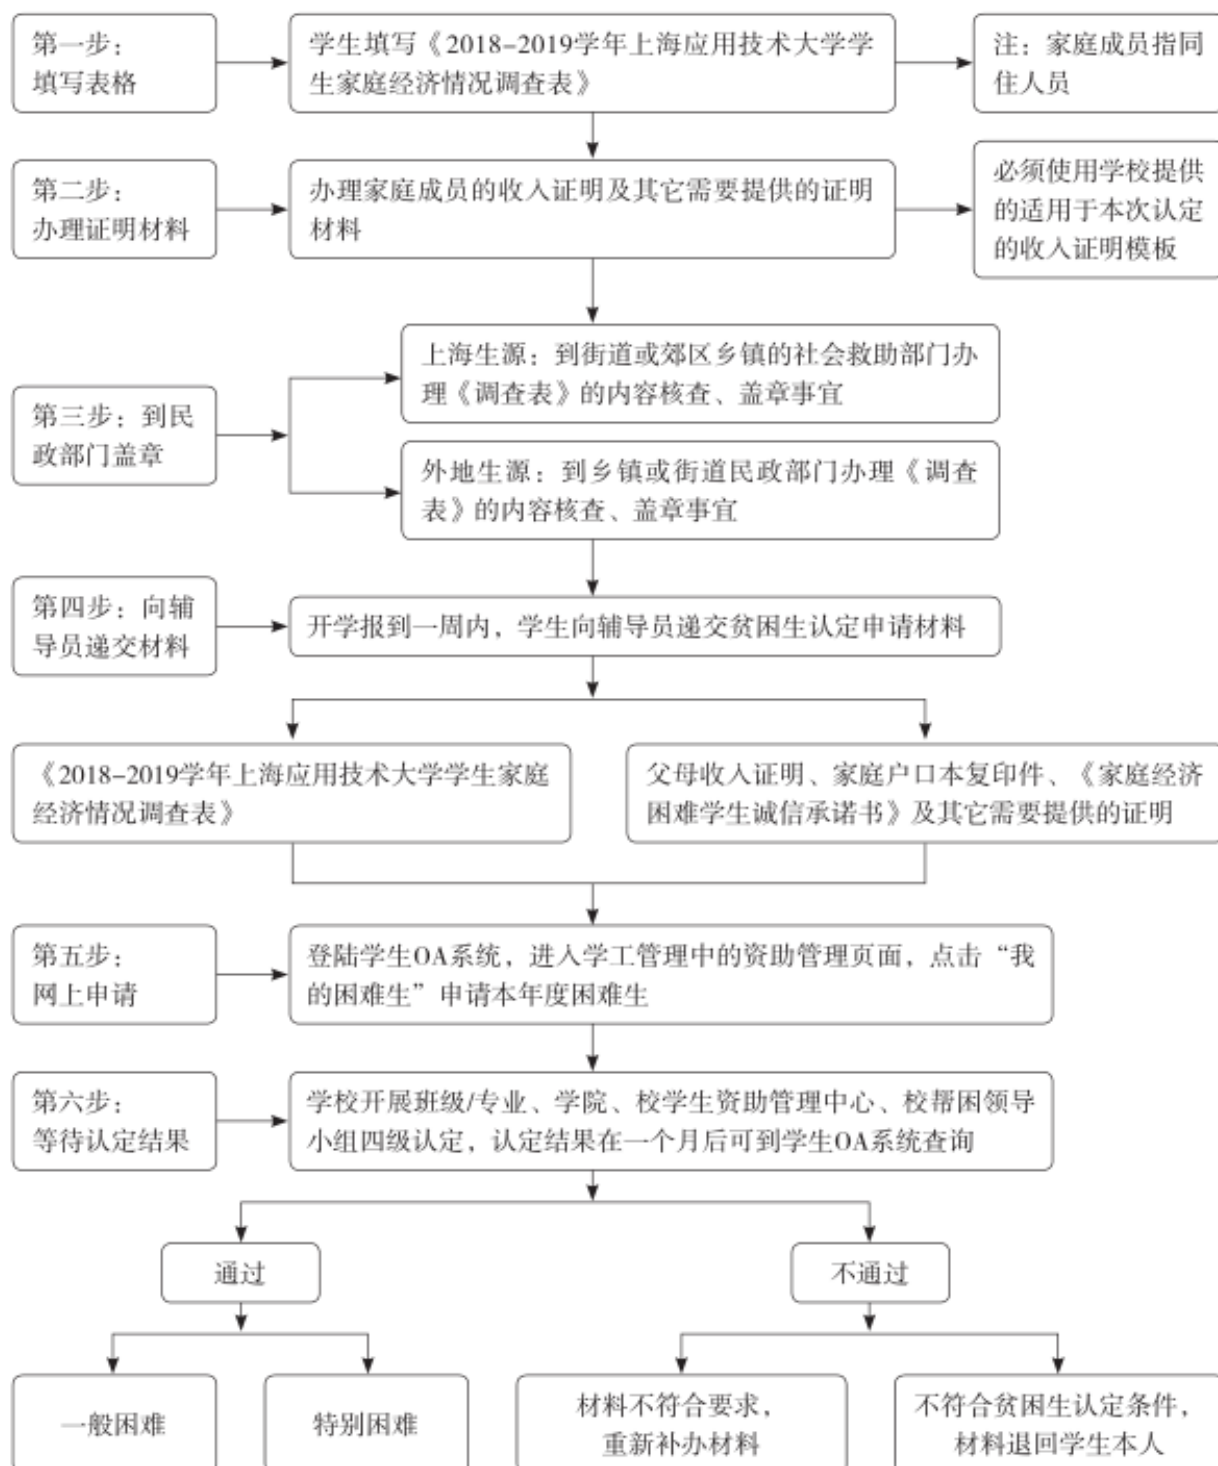 第一步：
填写表格
学生填写《2018-2019学年上海应用技术大学学
生家庭经济情况调查表》
注：家庭成员指同
住人员
第二步：
办理证明材料
办理家庭成员的收入证明及其它需要提供的证明
材料
必须使用学校提供
的适用于本次认定
的收入证明模板
第三步：到民
政部门盖章
上海生源：到街道或郊区乡镇的社会救助部门办
理《调查表》的内容核查、盖章事宜
外地生源：到乡镇或街道民政部门办理《调查
表》的内容核查、盖章事宜
第四步：向辅
导员递交材料
开学报到一周内，学生向辅导员递交贫困生认定申请材料
《2018-2019学年上海应用技术大学学生家庭
经济情况调查表》
父母收入证明、家庭户口本复印件、《家庭经济
困难学生诚信承诺书》及其它需要提供的证明
第五步：
网上申请
登陆学生OA系统，进入学工管理中的资助管理页面，点击“我
的困难生”申请本年度困难生
第六步：
等待认定结果
学校开展班级/专业、学院、校学生资助管理中心、校帮困领导
小组四级认定，认定结果在一个月后可到学生OA系统查询
通过
不通过
一般困难
特别困难
材料不符合要求，
重新补办材料
不符合贫困生认定条件，
材料退回学生本人